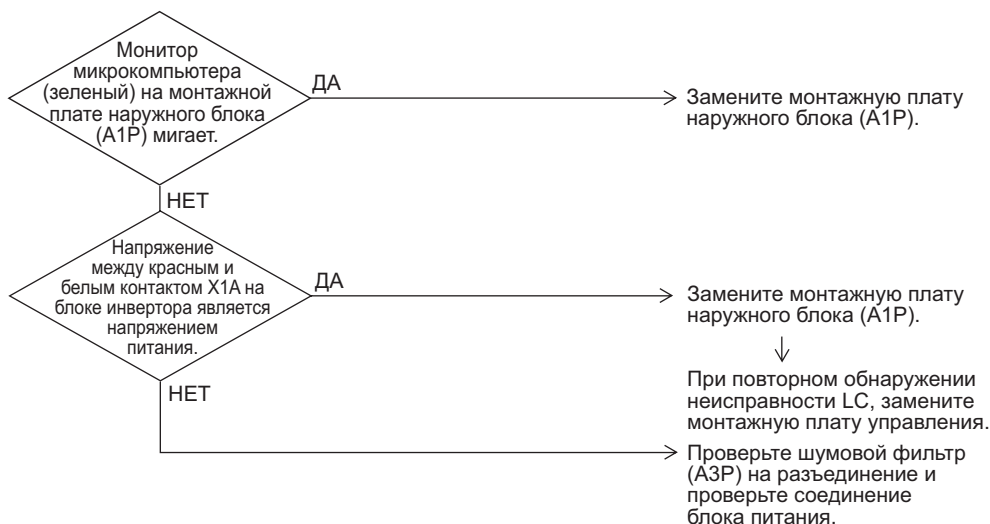 Монитор
микрокомпьютера
(зеленый) на монтажной
плате наружного блока
(A1P) мигает.
ДА
Замените монтажную плату
наружного блока (A1P).
НЕТ
Напряжение
между красным и
белым контактом X1A на
блоке инвертора является
напряжением
питания.
ДА
Замените монтажную плату
наружного блока (A1P).
При повторном обнаружении
неисправности LC, замените
монтажную плату управления.
НЕТ
Проверьте шумовой фильтр
(A3P) на разъединение и
проверьте соединение
блока питания.